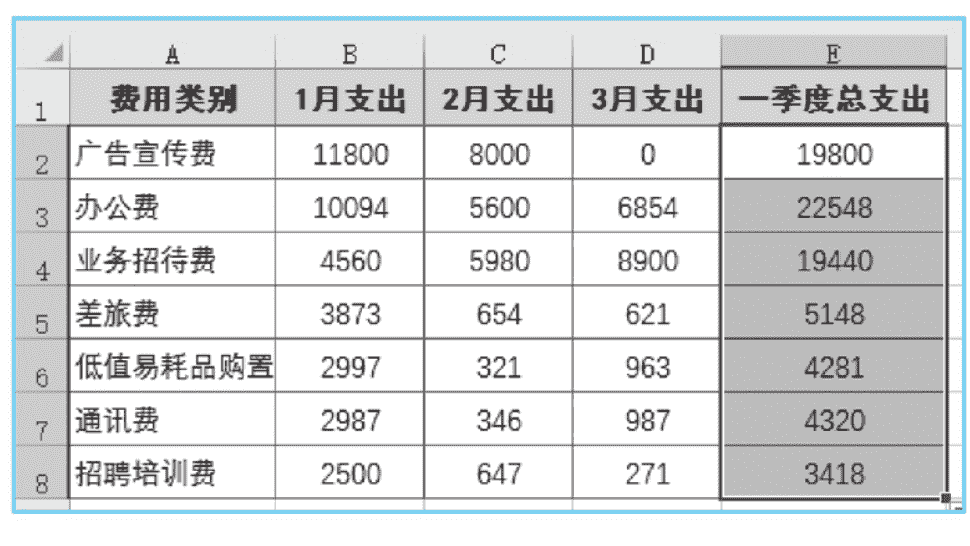 A B C D E
1 费用类别 1月支出 2月支出 3月支出 一季度总支出
2 广告宣传费 11800 8000 0 19800
3 办公费 10094 5600 6854 22548
4 业务招待费 4560 5980 8900 19440
5 差旅费 3873 654 621 5148
6 低值易耗品购置 2997 321 963 4281
7 通讯费 2987 346 987 4320
8 招聘培训费 2500 647 271 3418